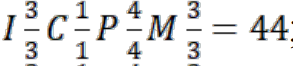 I 3/3 C 1/1 P 4/4 M 3/3 = 44;